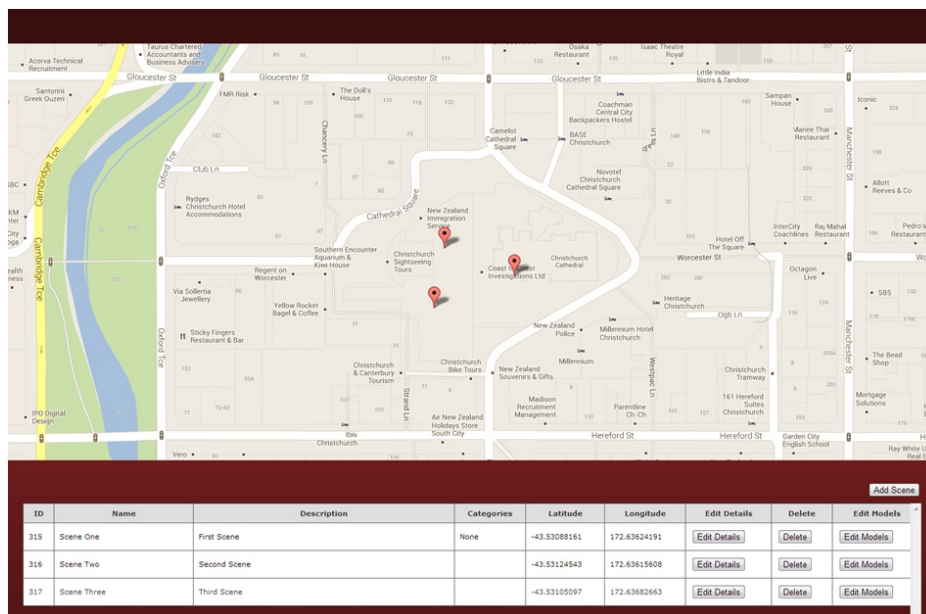 Acorva Technical
Recruitment
Taurus Chartered
Accountants and
Business Advisers
Osaka
Restaurant
Isaac Theatre
Royal
Little India
Bistro & Tandoor
Gloucester St
Gloucester St
Gloucester St
Gloucester St
Santorini
Greek Ouzeri
FMR Risk
The Doll's
House
Coachman
Central City
Backpackers Hostel
Sampan
House
Iconic
Camelot
Cathedral
Square
BASE
Christchurch
Manee Thai
Restaurant
Manchester St
Chancery Ln
Cambridge Tce
Oxford Tce
Club Ln
Novotel
Christchurch
Cathedral Square
Allott
Reeves & Co
Rydges
Christchurch Hotel
Accommodations
Cathedral Square
New Zealand
Immigration
InterCity
Coachlines
Raj Mahal
Restaurant
Pedro's
Restaurant
Hotel Off
The Square
Southern Encounter
Aquarium &
Kiwi House
Christchurch
Sightseeing
Tours
Christchurch
Cathedral
Worcester St
Regent on
Worcester
Investigations Ltd
Octagon
Live
Cambridge Tce
Via Sollertia
Jewellery
SBS
Yellow Rocket
Bagel & Coffee
Heritage
Christchurch
Ogb Ln
Sticky Fingers
Restaurant & Bar
Oxford Tce
New Zealand
Police
Millennium Hotel
Christchurch
Manchester St
Millennium
The Bead
Shop
Christchurch
& Canterbury
Tourism
Christchurch
Bike Tours
New Zealand
Souvenirs & Gifts
Westpac Ln
Christchurch
Tramway
Strand Ln
Madison
Recruitment
Management
Parentline
Ch-Ch
161 Hereford
Suites
Christchurch
Mortgage
Solutions
IPO Digital
Design
Air New Zealand
Holidays Store
South City
Ibis
Christchurch
Hereford St
Hereford St
Garden City
English School
Vero
Ray White
Add Scene
ID Name Description Categories Latitude Longitude Edit Details Delete Edit Models
315 Scene One First Scene None -43.53088161 172.63624191 Edit Details Delete Edit Models
316 Scene Two Second Scene -43.53124543 172.63615608 Edit Details Delete Edit Models
317 Scene Three Third Scene -43.53105097 172.63682663 Edit Details Delete Edit Models